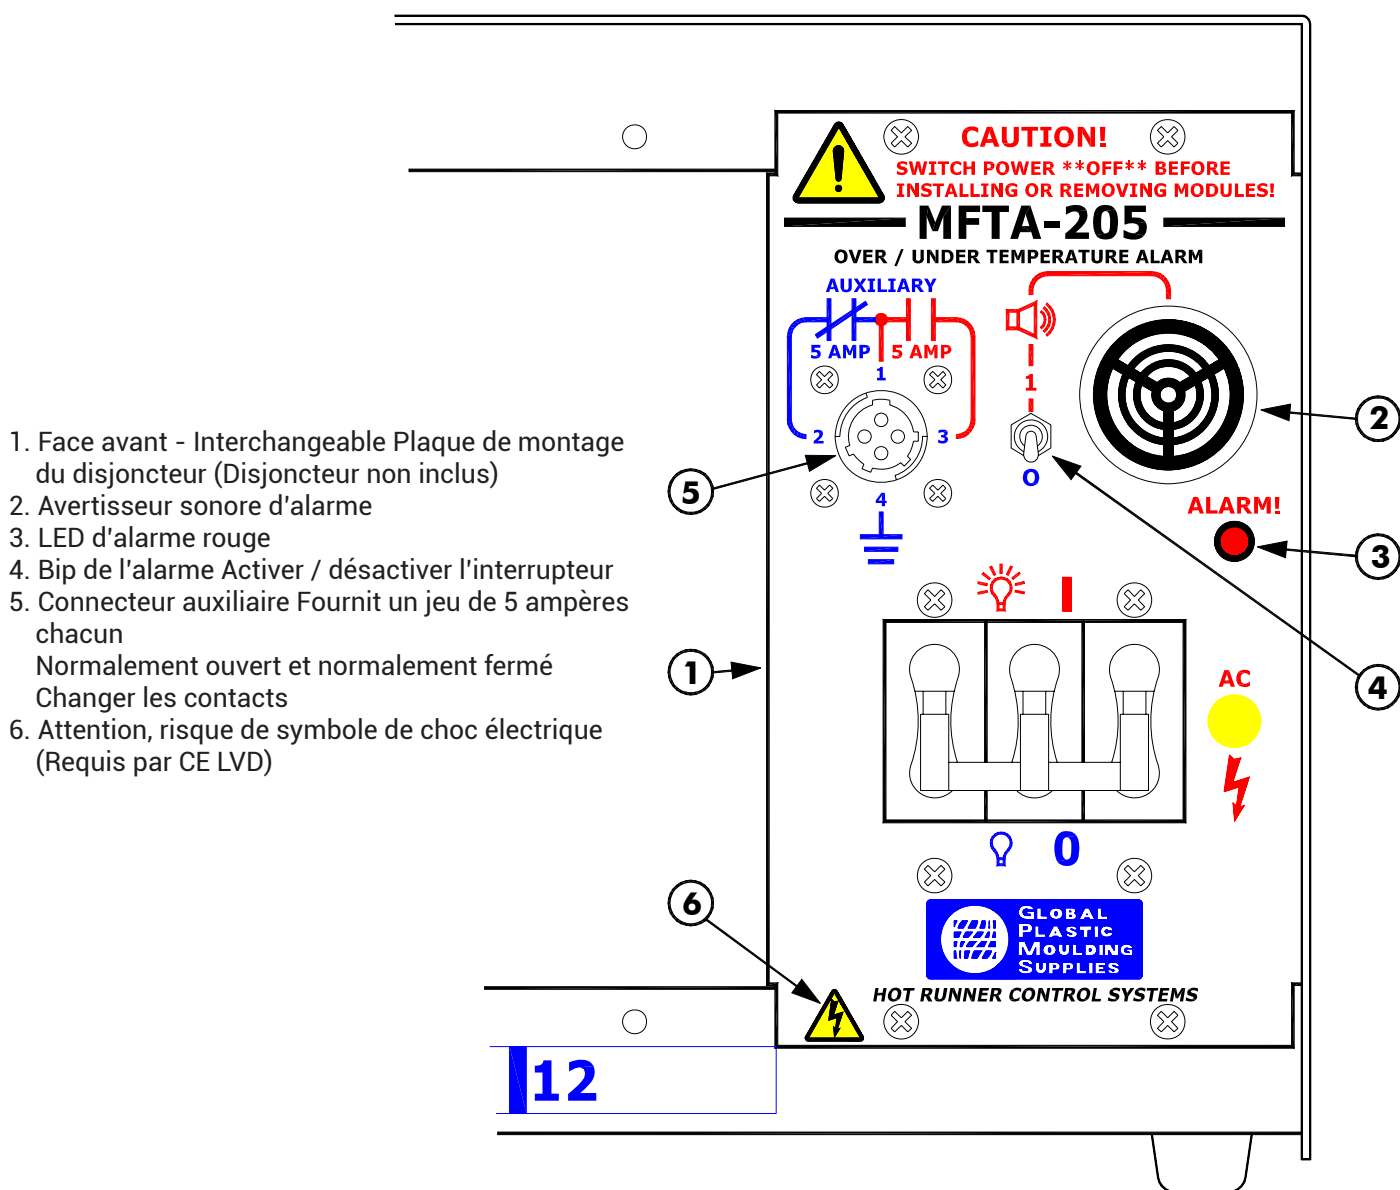 CAUTION!
SWITCH POWER **OFF** BEFORE
INSTALLING OR REMOVING MODULES!
MFTA-205
OVER / UNDER TEMPERATURE ALARM
AUXILIARY
5 AMP 5 AMP
1
1
2 3
4
O
ALARM!
1. Face avant - Interchangeable Plaque de montage
du disjoncteur (Disjoncteur non inclus)
2. Avertisseur sonore d'alarme
3. LED d'alarme rouge
4. Bip de l'alarme Activer / désactiver l'interrupteur
5. Connecteur auxiliaire Fournit un jeu de 5 ampères
chacun
Normalement ouvert et normalement fermé
Changer les contacts
6. Attention, risque de symbole de choc électrique
(Requis par CE LVD)
2
5
3
1
4
6
I
AC
0
GLOBAL
PLASTIC
MOULDING
SUPPLIES
HOT RUNNER CONTROL SYSTEMS
12